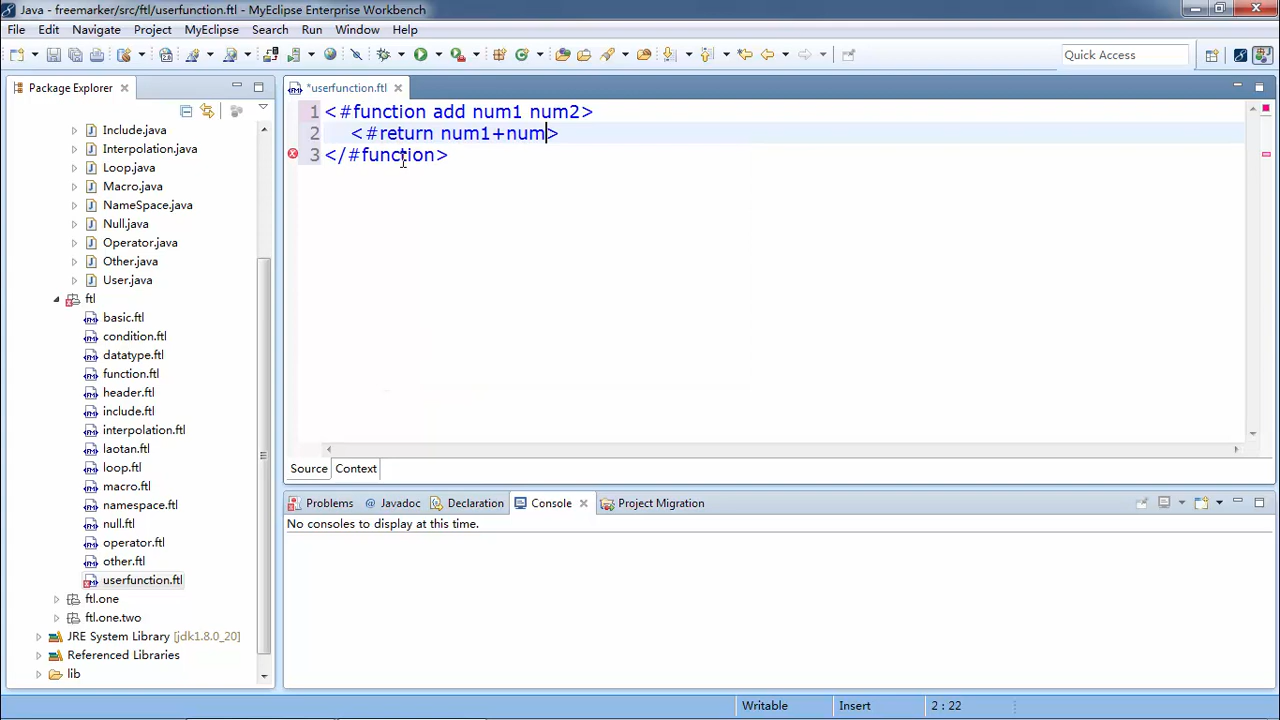 Java - freemarker/src/ftl/userfunction.ftl - MyEclipse Enterprise Workbench
File Edit Navigate Project MyEclipse Search Run Window Help
Quick Access
Package Explorer
Include.java
Interpolation.java
Loop.java
Macro.java
NameSpace.java
Null.java
Operator.java
Other.java
User.java
ftl
basic.ftl
condition.ftl
datatype.ftl
function.ftl
header.ftl
include.ftl
interpolation.ftl
laotan.ftl
loop.ftl
macro.ftl
namespace.ftl
null.ftl
operator.ftl
other.ftl
userfunction.ftl
ftl.one
ftl.one.two
JRE System Library [jdk1.8.0_20]
Referenced Libraries
lib
*userfunction.ftl
1 <#function add num1 num2>
2 <#return num1+num>
3 </#function>
Source Context
Problems @ Javadoc Declaration Console Project Migration
No consoles to display at this time.
Writable Insert 2 : 22